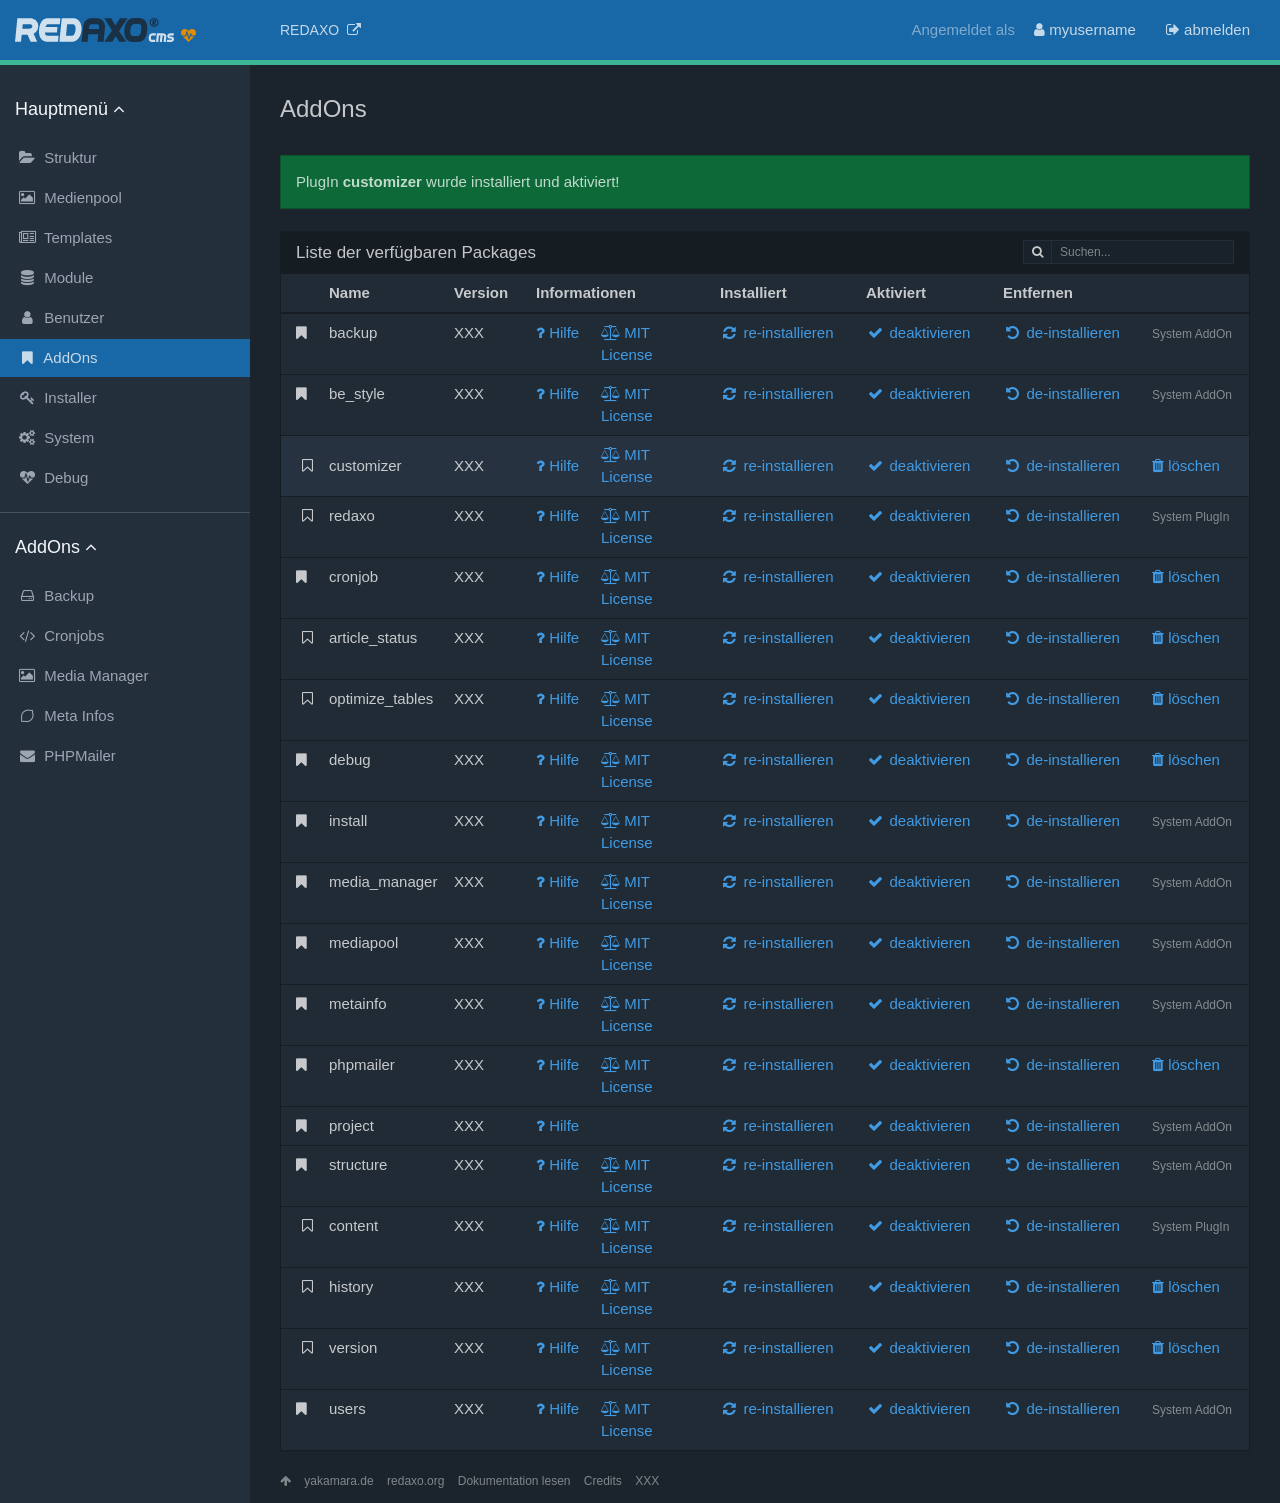 REDAXO® cms
REDAXO
Angemeldet als myusername abmelden
Hauptmenü
Struktur
Medienpool
Templates
Module
Benutzer
AddOns
Installer
System
Debug
AddOns
Backup
Cronjobs
Media Manager
Meta Infos
PHPMailer
AddOns
PlugIn customizer wurde installiert und aktiviert!
Liste der verfügbaren Packages
Suchen...
Name Version Informationen Installiert Aktiviert Entfernen
backup XXX ? Hilfe MIT re-installieren deaktivieren de-installieren System AddOn
License
be_style XXX ? Hilfe MIT re-installieren deaktivieren de-installieren System AddOn
License
customizer XXX ? Hilfe MIT re-installieren deaktivieren de-installieren löschen
License
redaxo XXX ? Hilfe MIT re-installieren deaktivieren de-installieren System PlugIn
License
cronjob XXX ? Hilfe MIT re-installieren deaktivieren de-installieren löschen
License
article_status XXX ? Hilfe MIT re-installieren deaktivieren de-installieren löschen
License
optimize_tables XXX ? Hilfe MIT re-installieren deaktivieren de-installieren löschen
License
debug XXX ? Hilfe MIT re-installieren deaktivieren de-installieren löschen
License
install XXX ? Hilfe MIT re-installieren deaktivieren de-installieren System AddOn
License
media_manager XXX ? Hilfe MIT re-installieren deaktivieren de-installieren System AddOn
License
mediapool XXX ? Hilfe MIT re-installieren deaktivieren de-installieren System AddOn
License
metainfo XXX ? Hilfe MIT re-installieren deaktivieren de-installieren System AddOn
License
phpmailer XXX ? Hilfe MIT re-installieren deaktivieren de-installieren löschen
License
project XXX ? Hilfe re-installieren deaktivieren de-installieren System AddOn
structure XXX ? Hilfe MIT re-installieren deaktivieren de-installieren System AddOn
License
content XXX ? Hilfe MIT re-installieren deaktivieren de-installieren System PlugIn
License
history XXX ? Hilfe MIT re-installieren deaktivieren de-installieren löschen
License
version XXX ? Hilfe MIT re-installieren deaktivieren de-installieren löschen
License
users XXX ? Hilfe MIT re-installieren deaktivieren de-installieren System AddOn
License
yakamara.de redaxo.org Dokumentation lesen Credits XXX